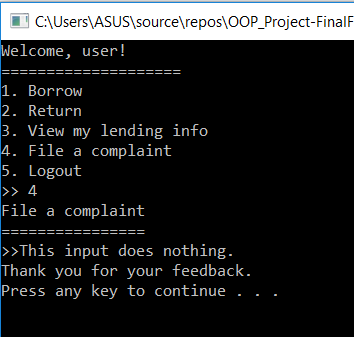 C:\Users\ASUS\source\repos\OOP_Project-FinalF
Welcome, user!
====================
1. Borrow
2. Return
3. View my lending info
4. File a complaint
5. Logout
>> 4
File a complaint
================
>>This input does nothing.
Thank you for your feedback.
Press any key to continue . . .